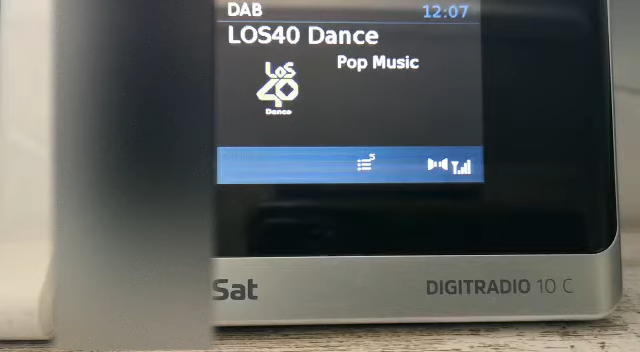 DAB 12:07
LOS40 Dance
Pop Music
LOS
40
Dance
S
Sat DIGITRADIO 10 C